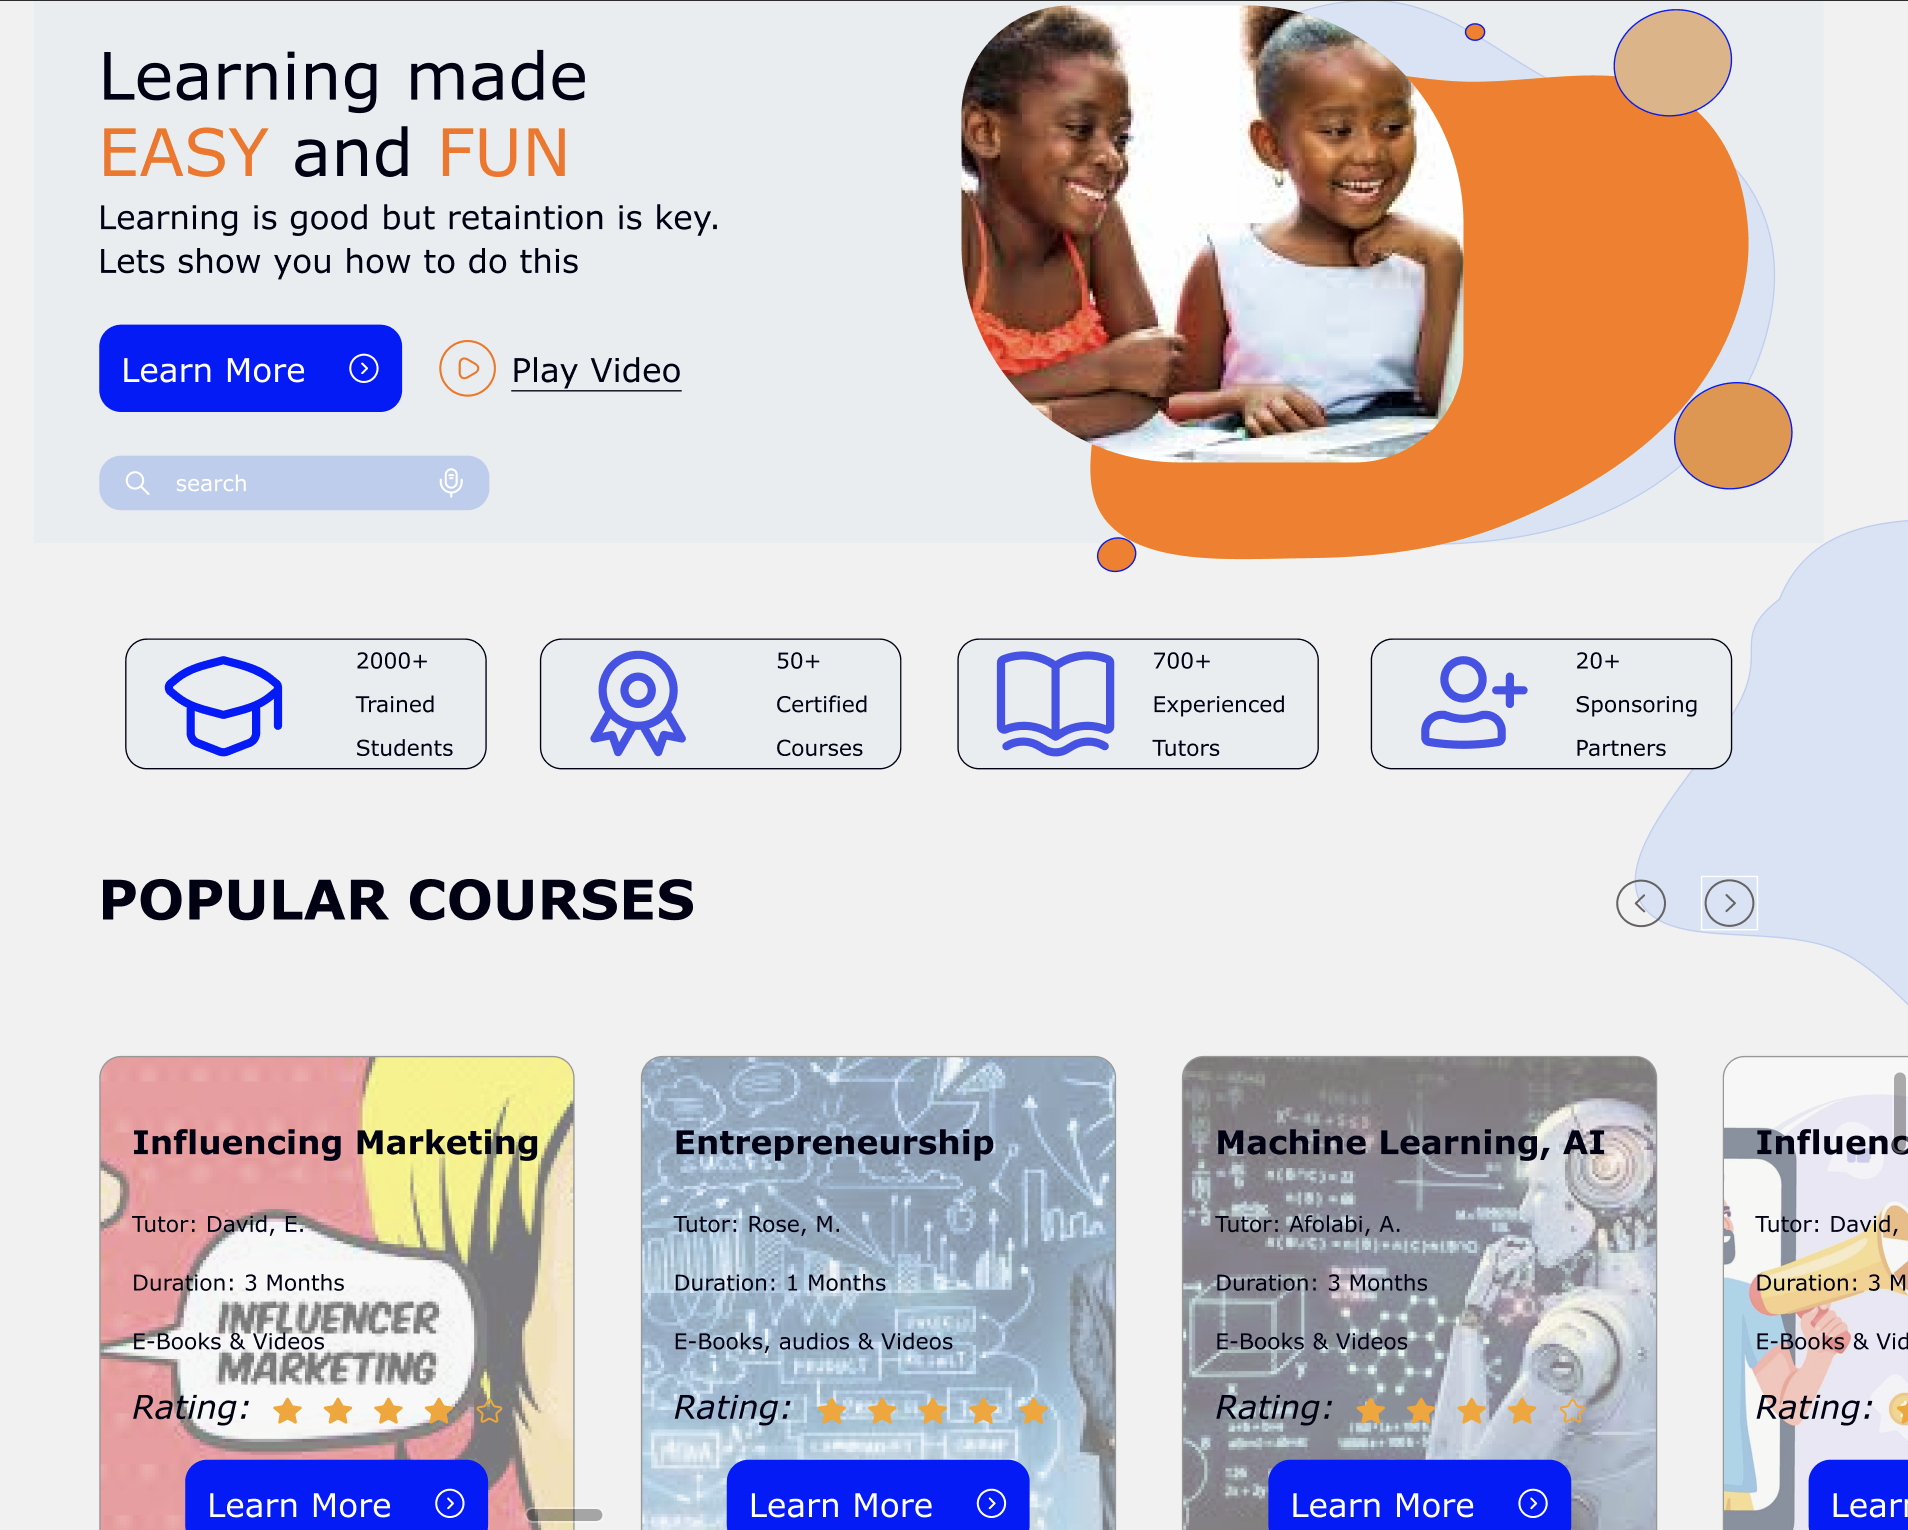 Learning made
EASY and FUN
Learning is good but retaintion is key.
Lets show you how to do this
Learn More
Play Video
search
2000+
Trained
Students
50+
Certified
Courses
700+
Experienced
Tutors
20+
Sponsoring
Partners
POPULAR COURSES
Influencing Marketing
Tutor: David, E.
Duration: 3 Months
E-Books & Videos
INFLUENCER
MARKETING
Rating:
Learn More
Entrepreneurship
SUCCESS
Tutor: Rose, M.
Duration: 1 Months
E-Books, audios & Videos
PRODUCT
Rating:
Learn More
Machine Learning, AI
Tutor: Afolabi, A.
Duration: 3 Months
E-Books & Videos
Rating:
Learn More
Influenc
Tutor: David,
Duration: 3 M
E-Books & Vid
Rating:
Lear